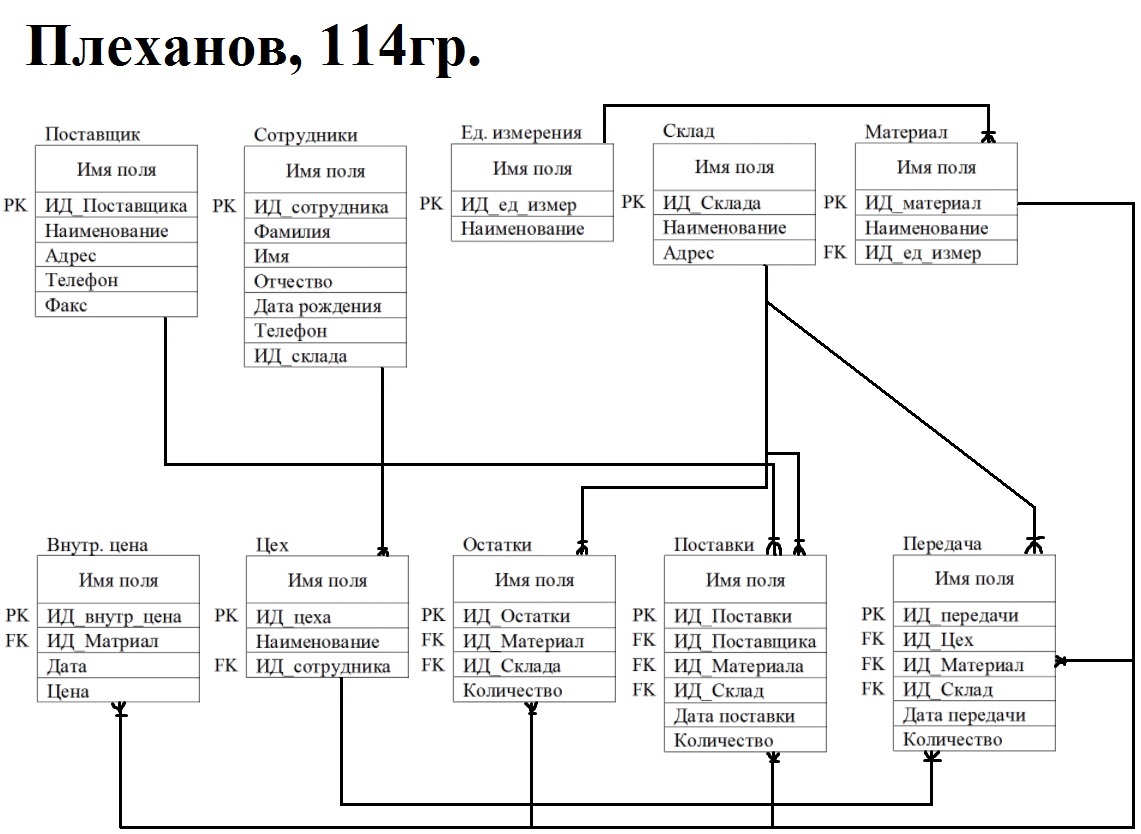 Плеханов, 114гр.
Поставщик
Имя поля
PK ИД_Поставщика
Наименование
Адрес
Телефон
Факс
Сотрудники
Имя поля
PK ИД_сотрудника
Фамилия
Имя
Отчество
Дата рождения
Телефон
ИД_склада
Ед. измерения
Имя поля
PK ИД_ед_измер
Наименование
Склад
Имя поля
PK ИД_Склада
Наименование
Адрес
Материал
Имя поля
PK ИД_материал
Наименование
FK ИД_ед_измер
Внутр. цена
Имя поля
PK ИД_внутр_цена
FK ИД_Матриал
Дата
Цена
Цех
Имя поля
PK ИД_цеха
Наименование
FK ИД_сотрудника
Остатки
Имя поля
PK ИД_Остатки
FK ИД_Материал
FK ИД_Склада
Количество
Поставки
Имя поля
PK ИД_Поставки
FK ИД_Поставщика
FK ИД_Материала
FK ИД_Склад
Дата поставки
Количество
Передача
Имя поля
PK ИД_передачи
FK ИД_Цех
FK ИД_Материал
FK ИД_Склад
Дата передачи
Количество